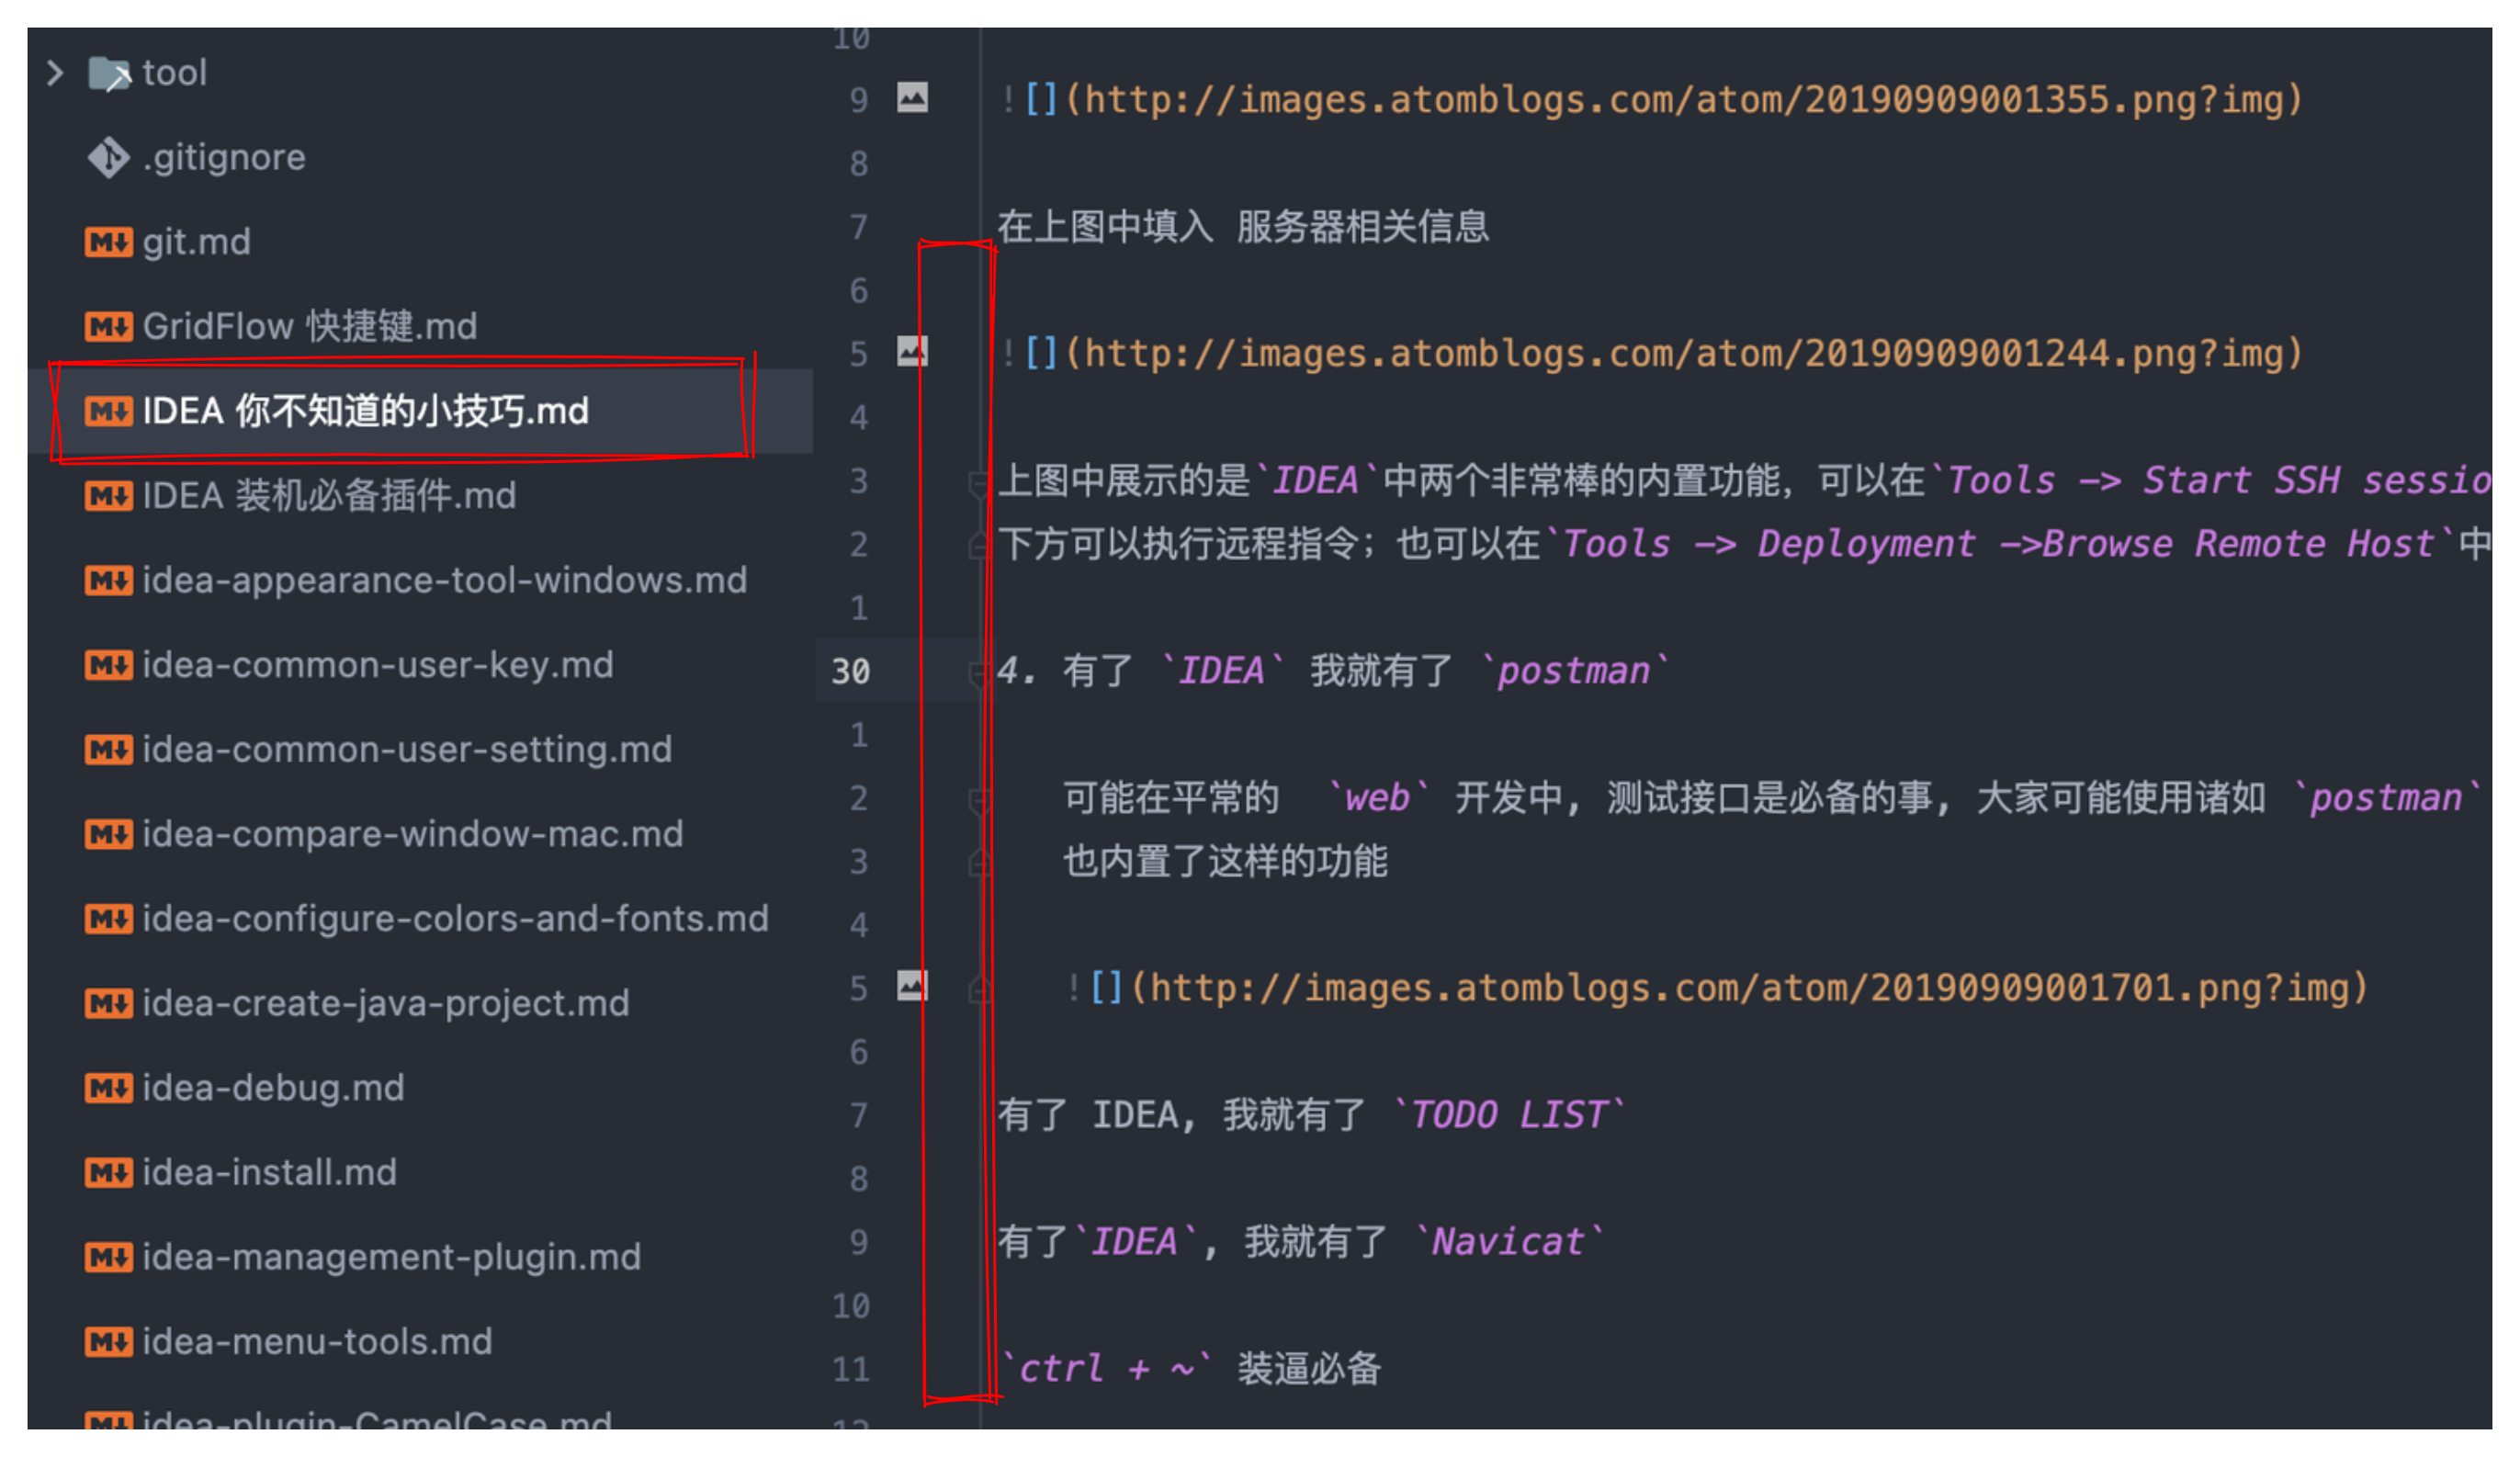 tool
.gitignore
git.md
GridFlow 快捷键.md
IDEA 你不知道的小技巧.md
IDEA 装机必备插件.md
idea-appearance-tool-windows.md
idea-common-user-key.md
idea-common-user-setting.md
idea-compare-window-mac.md
idea-configure-colors-and-fonts.md
idea-create-java-project.md
idea-debug.md
idea-install.md
idea-management-plugin.md
idea-menu-tools.md
idea-plugin-CamelCase.md
10
9 ![](http://images.atomblogs.com/atom/20190909001355.png?img)
8
7 在上图中填入 服务器相关信息
6
5 ![](http://images.atomblogs.com/atom/20190909001244.png?img)
4
3 上图中展示的是`IDEA`中两个非常棒的内置功能，可以在`Tools -> Start SSH sessio
2 下方可以执行远程指令；也可以在`Tools -> Deployment ->Browse Remote Host`中
1
30 4. 有了 `IDEA` 我就有了 `postman`
1
2 可能在平常的 `web` 开发中, 测试接口是必备的事, 大家可能使用诸如 `postman`
3 也内置了这样的功能
4
5 ![](http://images.atomblogs.com/atom/20190909001701.png?img)
6
7 有了 IDEA, 我就有了 `TODO LIST`
8
9 有了`IDEA`, 我就有了 `Navicat`
10
11 `ctrl + ~` 装逼必备
12